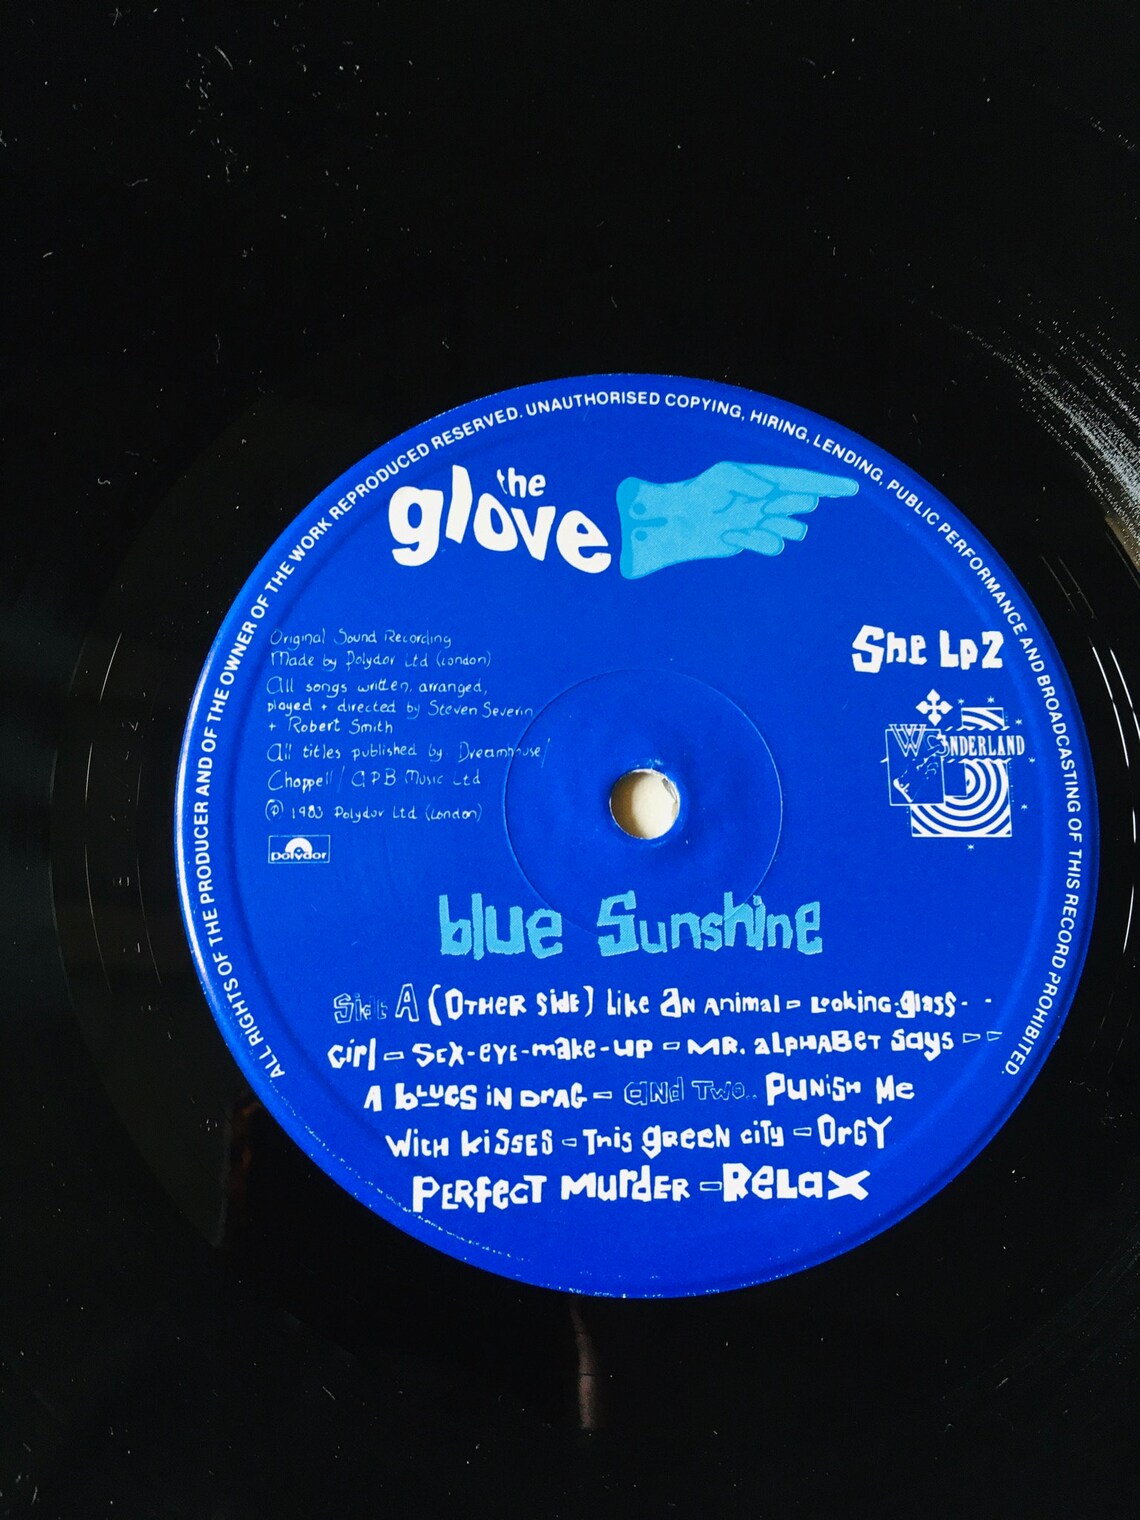 ALL RIGHTS OF THE PRODUCER AND OF THE OWNER OF THE WORK REPRODUCED RESERVED. UNAUTHORISED COPYING, HIRING, LENDING, PUBLIC PERFORMANCE AND BROADCASTING OF THIS RECORD PROHIBITED.
the
glove
Original Sound Recording
Made by Polydor Ltd (London)
All songs written, arranged,
played + directed by Steven Severin
+ Robert Smith
All titles published by Dreamhouse/
Chappell / APB Music Ltd
℗ 1983 Polydor Ltd (London)
polydor
She Lp2
WONDERLAND
blue Sunshine
Side A (OTHER SidE) Like An Animal - Looking-glass-
Girl - Sex-eye-make-up - MR. aLPHABET Says
A bLUES iN DrAG - aNd Two.. PUNiSH Me
WiTH KiSSES - This green city - OrGY
PERfECT MUrdER - ReLaX